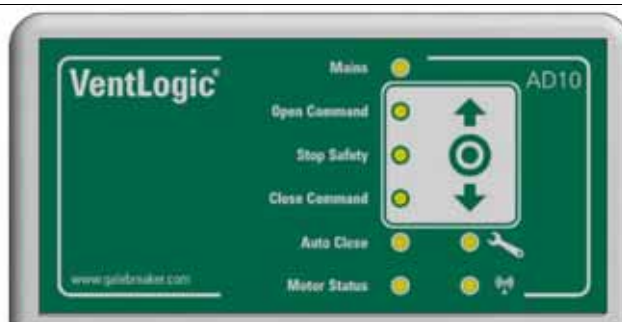 VentLogic®
AD10
Mains
Open Command
Stop Safety
Close Command
Auto Close
Motor Status
www.galebreaker.com